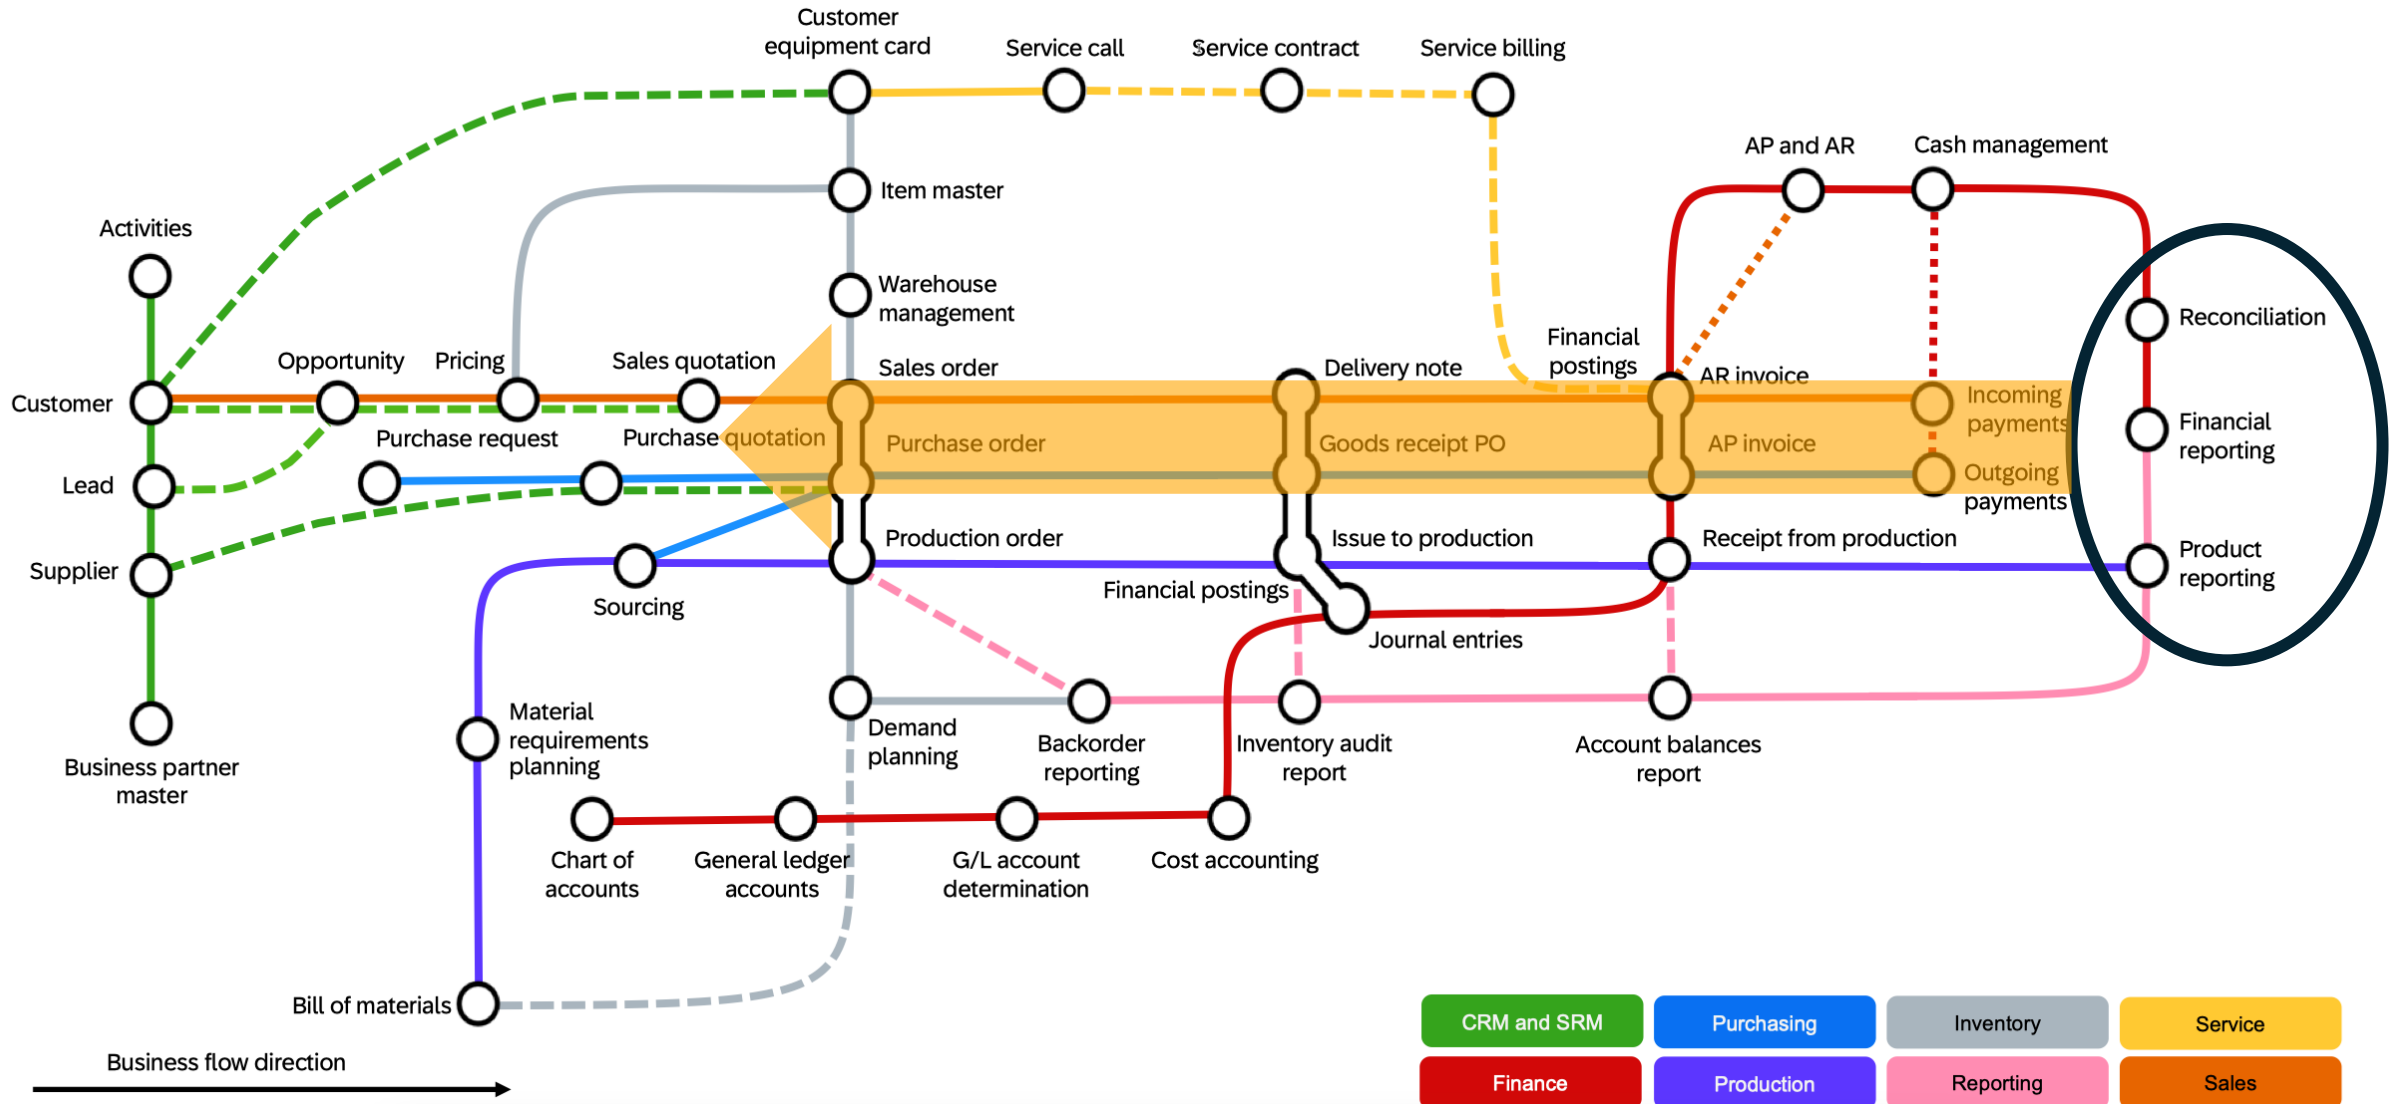 Customer
equipment card
Service call
Service contract
Service billing
AP and AR
Cash management
Item master
Activities
Warehouse
management
Reconciliation
Financial
postings
Opportunity
Pricing
Sales quotation
Sales order
Delivery note
AR invoice
Customer
Incoming
payments
Financial
reporting
Purchase request
Purchase quotation
Purchase order
Goods receipt PO
AP invoice
Lead
Outgoing
payments
Production order
Issue to production
Receipt from production
Product
reporting
Supplier
Sourcing
Financial postings
Journal entries
Material
requirements
planning
Demand
planning
Backorder
reporting
Inventory audit
report
Account balances
report
Business partner
master
Chart of
accounts
General ledger
accounts
G/L account
determination
Cost accounting
Bill of materials
Business flow direction
CRM and SRM
Purchasing
Inventory
Service
Finance
Production
Reporting
Sales